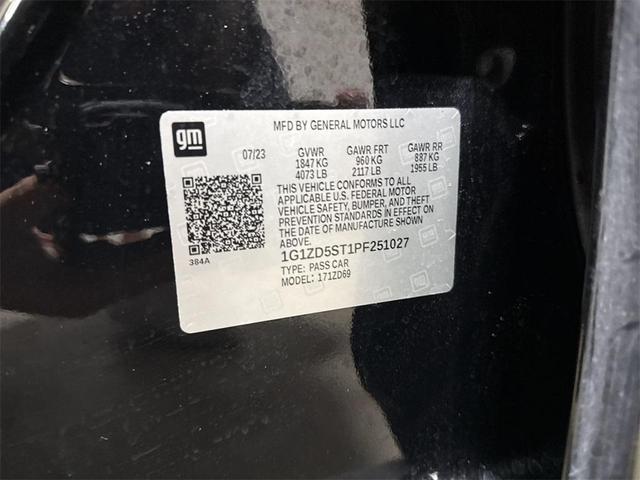 gm
MFD BY GENERAL MOTORS LLC
07/23 GVWR GAWR FRT GAWR RR
1847 KG 960 KG 887 KG
4073 LB 2117 LB 1955 LB
THIS VEHICLE CONFORMS TO ALL
APPLICABLE U.S. FEDERAL MOTOR
VEHICLE SAFETY, BUMPER, AND THEFT
PREVENTION STANDARDS IN EFFECT ON
THE DATE OF MANUFACTURE SHOWN
ABOVE.
384A
1G1ZD5ST1PF251027
TYPE: PASS CAR
MODEL: 171ZD69